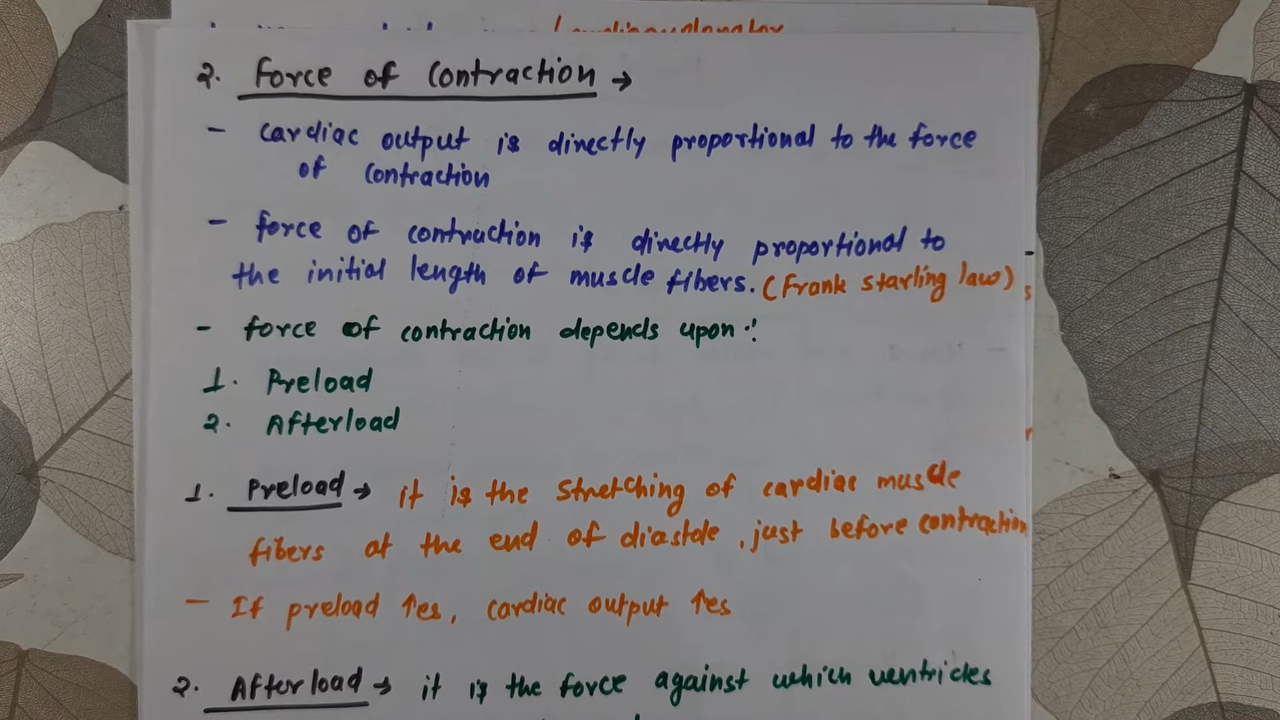 2. Force of Contraction →
- Cardiac output is directly proportional to the force
of Contraction
- force of contraction is directly proportional to
the initial length of muscle fibers. (Frank starling law)
- force of contraction depends upon :
1. Preload
2. Afterload
1. Preload → it is the stretching of cardiac muscle
fibers at the end of diastole, just before contraction
- If preload ↑es, cardiac output ↑es
2. Afterload → it is the force against which ventricles